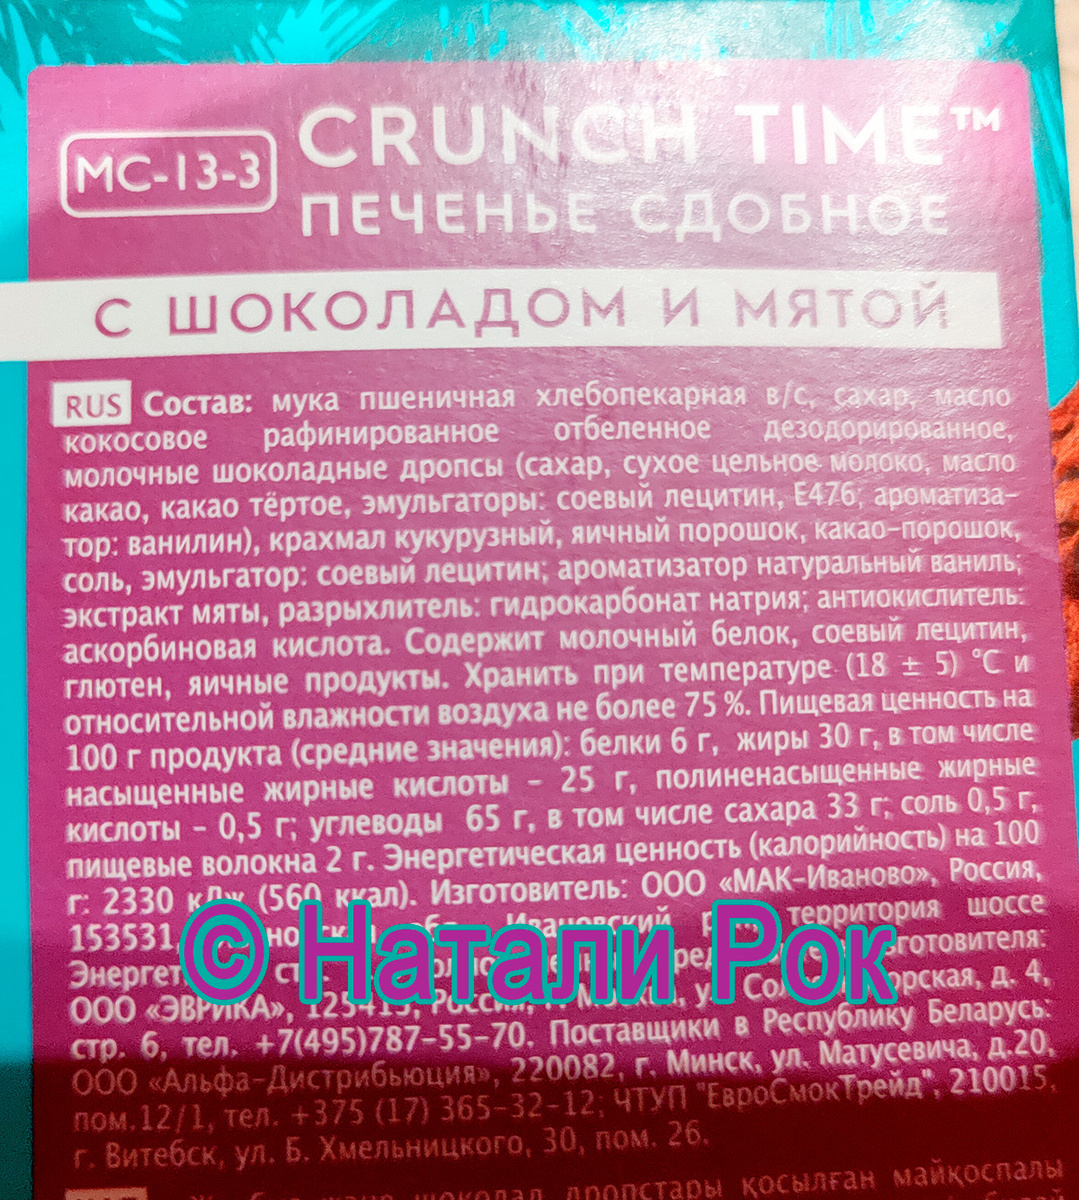 MC-13-3
CRUNCH TIME™
ПЕЧЕНЬЕ СДОБНОЕ
С ШОКОЛАДОМ И МЯТОЙ
RUS Состав: мука пшеничная хлебопекарная в/с, сахар, масло
кокосовое рафинированное отбеленное дезодорированное,
молочные шоколадные дропсы (сахар, сухое цельное молоко, масло
какао, какао тёртое, эмульгаторы: соевый лецитин, Е476; ароматиза-
тор: ванилин), крахмал кукурузный, яичный порошок, какао-порошок,
соль, эмульгатор: соевый лецитин; ароматизатор натуральный ваниль;
экстракт мяты, разрыхлитель: гидрокарбонат натрия; антиокислитель:
аскорбиновая кислота. Содержит молочный белок, соевый лецитин,
глютен, яичные продукты. Хранить при температуре (18 ± 5) °С и
относительной влажности воздуха не более 75 %. Пищевая ценность на
100 г продукта (средние значения): белки 6 г, жиры 30 г, в том числе
насыщенные жирные кислоты - 25 г, полиненасыщенные жирные
кислоты - 0,5 г; углеводы 65 г, в том числе сахара 33 г; соль 0,5 г,
пищевые волокна 2 г. Энергетическая ценность (калорийность) на 100
г: 2330 кДж (560 ккал). Изготовитель: ООО «МАК-Иваново», Россия,
153531, Ивановский территория шоссе
© Натали Рок
ООО «ЭВРИКА», 125413, Россия, г. Москва, д. 4,
стр. 6, тел. +7(495)787-55-70. Поставщики в Республику Беларусь:
ООО «Альфа-Дистрибьюция», 220082, г. Минск, ул. Матусевича, д.20,
пом.12/1, тел. +375 (17) 365-32-12; ЧТУП "ЕвроСмокТрейд", 210015,
г. Витебск, ул. Б. Хмельницкого, 30, пом. 26.
шоколад дропстары қосылған майқоспалы